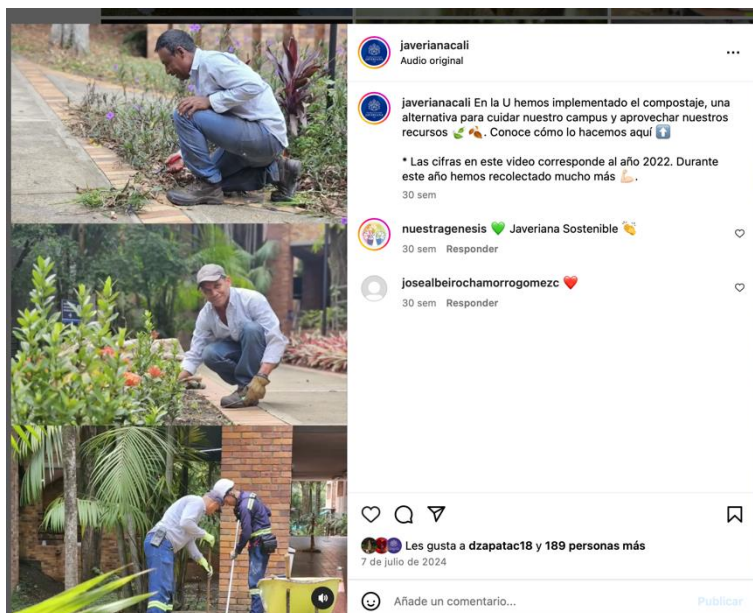 javerianacali
Audio original
javerianacali En la U hemos implementado el compostaje, una
alternativa para cuidar nuestro campus y aprovechar nuestros
recursos 🌿 🍂. Conoce cómo lo hacemos aquí ⬆️
* Las cifras en este video corresponde al año 2022. Durante
este año hemos recolectado mucho más 💪🏻.
30 sem
nuestragenesis 💚 Javeriana Sostenible 👏
30 sem Responder
josealbeirochamorrogomezc ❤️
30 sem Responder
Les gusta a dzapatac18 y 189 personas más
7 de julio de 2024
Añade un comentario...
Publicar